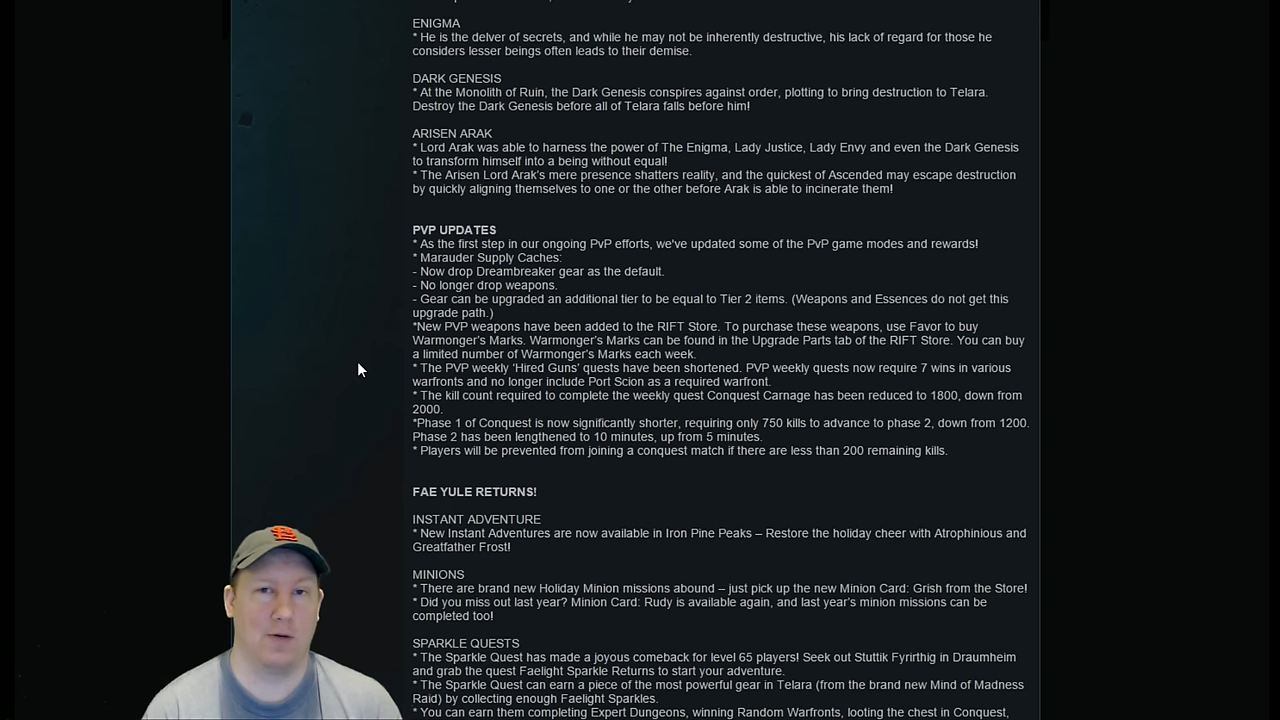 ENIGMA
* He is the delver of secrets, and while he may not be inherently destructive, his lack of regard for those he
considers lesser beings often leads to their demise.
DARK GENESIS
* At the Monolith of Ruin, the Dark Genesis conspires against order, plotting to bring destruction to Telara.
Destroy the Dark Genesis before all of Telara falls before him!
ARISEN ARAK
* Lord Arak was able to harness the power of The Enigma, Lady Justice, Lady Envy and even the Dark Genesis
to transform himself into a being without equal!
* The Arisen Lord Arak's mere presence shatters reality, and the quickest of Ascended may escape destruction
by quickly aligning themselves to one or the other before Arak is able to incinerate them!
PVP UPDATES
* As the first step in our ongoing PvP efforts, we've updated some of the PvP game modes and rewards!
* Marauder Supply Caches:
- Now drop Dreambreaker gear as the default.
- No longer drop weapons.
- Gear can be upgraded an additional tier to be equal to Tier 2 items. (Weapons and Essences do not get this
upgrade path.)
*New PVP weapons have been added to the RIFT Store. To purchase these weapons, use Favor to buy
Warmonger's Marks. Warmonger's Marks can be found in the Upgrade Parts tab of the RIFT Store. You can buy
a limited number of Warmonger's Marks each week.
* The PVP weekly 'Hired Guns' quests have been shortened. PVP weekly quests now require 7 wins in various
warfronts and no longer include Port Scion as a required warfront.
* The kill count required to complete the weekly quest Conquest Carnage has been reduced to 1800, down from
2000.
*Phase 1 of Conquest is now significantly shorter, requiring only 750 kills to advance to phase 2, down from 1200.
Phase 2 has been lengthened to 10 minutes, up from 5 minutes.
* Players will be prevented from joining a conquest match if there are less than 200 remaining kills.
FAE YULE RETURNS!
INSTANT ADVENTURE
* New Instant Adventures are now available in Iron Pine Peaks – Restore the holiday cheer with Atrophinious and
Greatfather Frost!
MINIONS
* There are brand new Holiday Minion missions abound – just pick up the new Minion Card: Grish from the Store!
* Did you miss out last year? Minion Card: Rudy is available again, and last year's minion missions can be
completed too!
SPARKLE QUESTS
* The Sparkle Quest has made a joyous comeback for level 65 players! Seek out Stuttik Fyrirthig in Draumheim
and grab the quest Faelight Sparkle Returns to start your adventure.
* The Sparkle Quest can earn a piece of the most powerful gear in Telara (from the brand new Mind of Madness
Raid) by collecting enough Faelight Sparkles.
* You can earn them completing Expert Dungeons, winning Random Warfronts, looting the chest in Conquest,